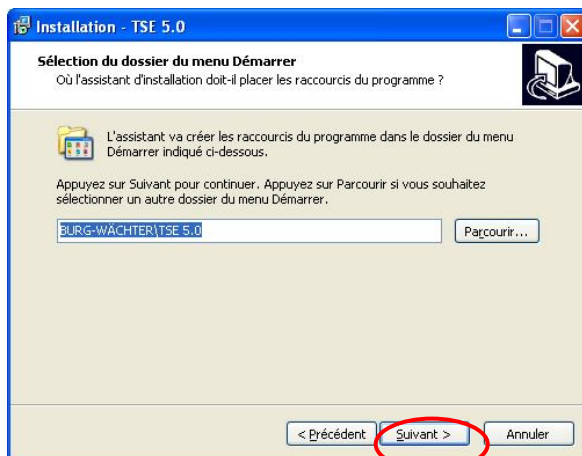 Installation - TSE 5.0
Sélection du dossier du menu Démarrer
Où l'assistant d'installation doit-il placer les raccourcis du programme ?
L'assistant va créer les raccourcis du programme dans le dossier du menu
Démarrer indiqué ci-dessous.
Appuyez sur Suivant pour continuer. Appuyez sur Parcourir si vous souhaitez
sélectionner un autre dossier du menu Démarrer.
BURG-WÄCHTER\TSE 5.0
Parcourir...
< Précédent
Suivant >
Annuler